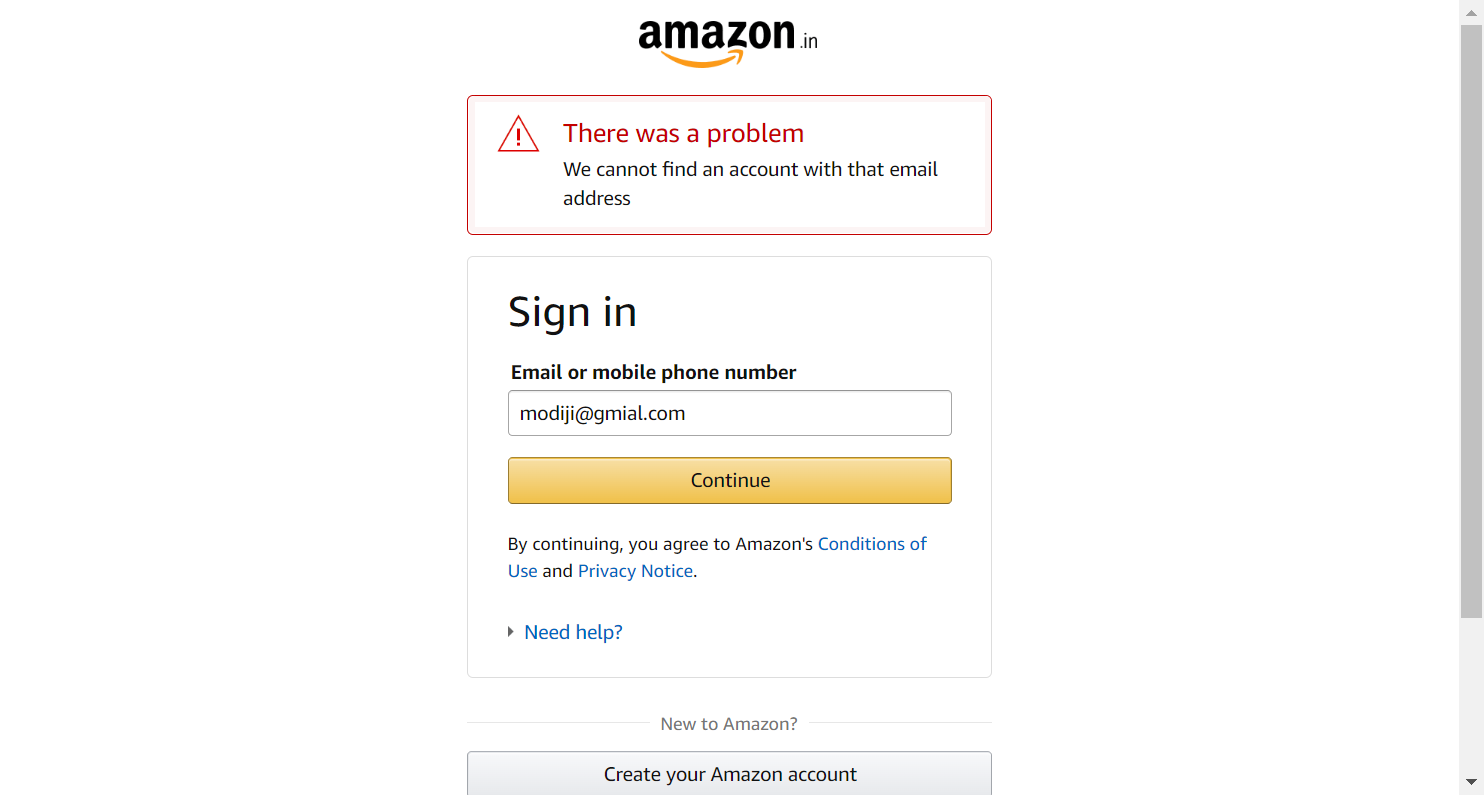 amazon.in
There was a problem
We cannot find an account with that email
address
Sign in
Email or mobile phone number
modiji@gmial.com
Continue
By continuing, you agree to Amazon's Conditions of
Use and Privacy Notice.
Need help?
New to Amazon?
Create your Amazon account